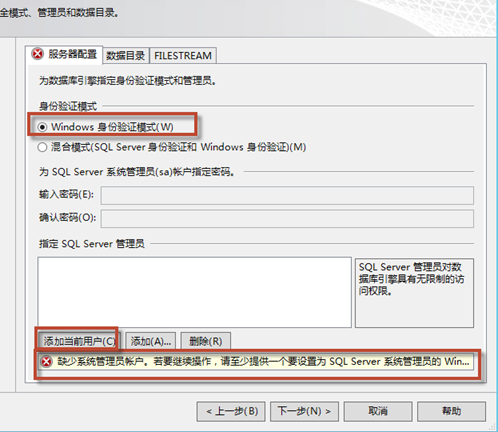 全模式、管理员和数据目录。
服务器配置 数据目录 FILESTREAM
为数据库引擎指定身份验证模式和管理员。
身份验证模式
Windows 身份验证模式(W)
混合模式(SQL Server 身份验证和 Windows 身份验证)(M)
为 SQL Server 系统管理员(sa)帐户指定密码。
输入密码(E):
确认密码(O):
指定 SQL Server 管理员
SQL Server 管理员对数
据库引擎具有无限制的访
问权限。
添加当前用户(C) 添加(A)... 删除(R)
缺少系统管理员帐户。若要继续操作，请至少提供一个要设置为 SQL Server 系统管理员的 Win...
< 上一步(B) 下一步(N) > 取消 帮助